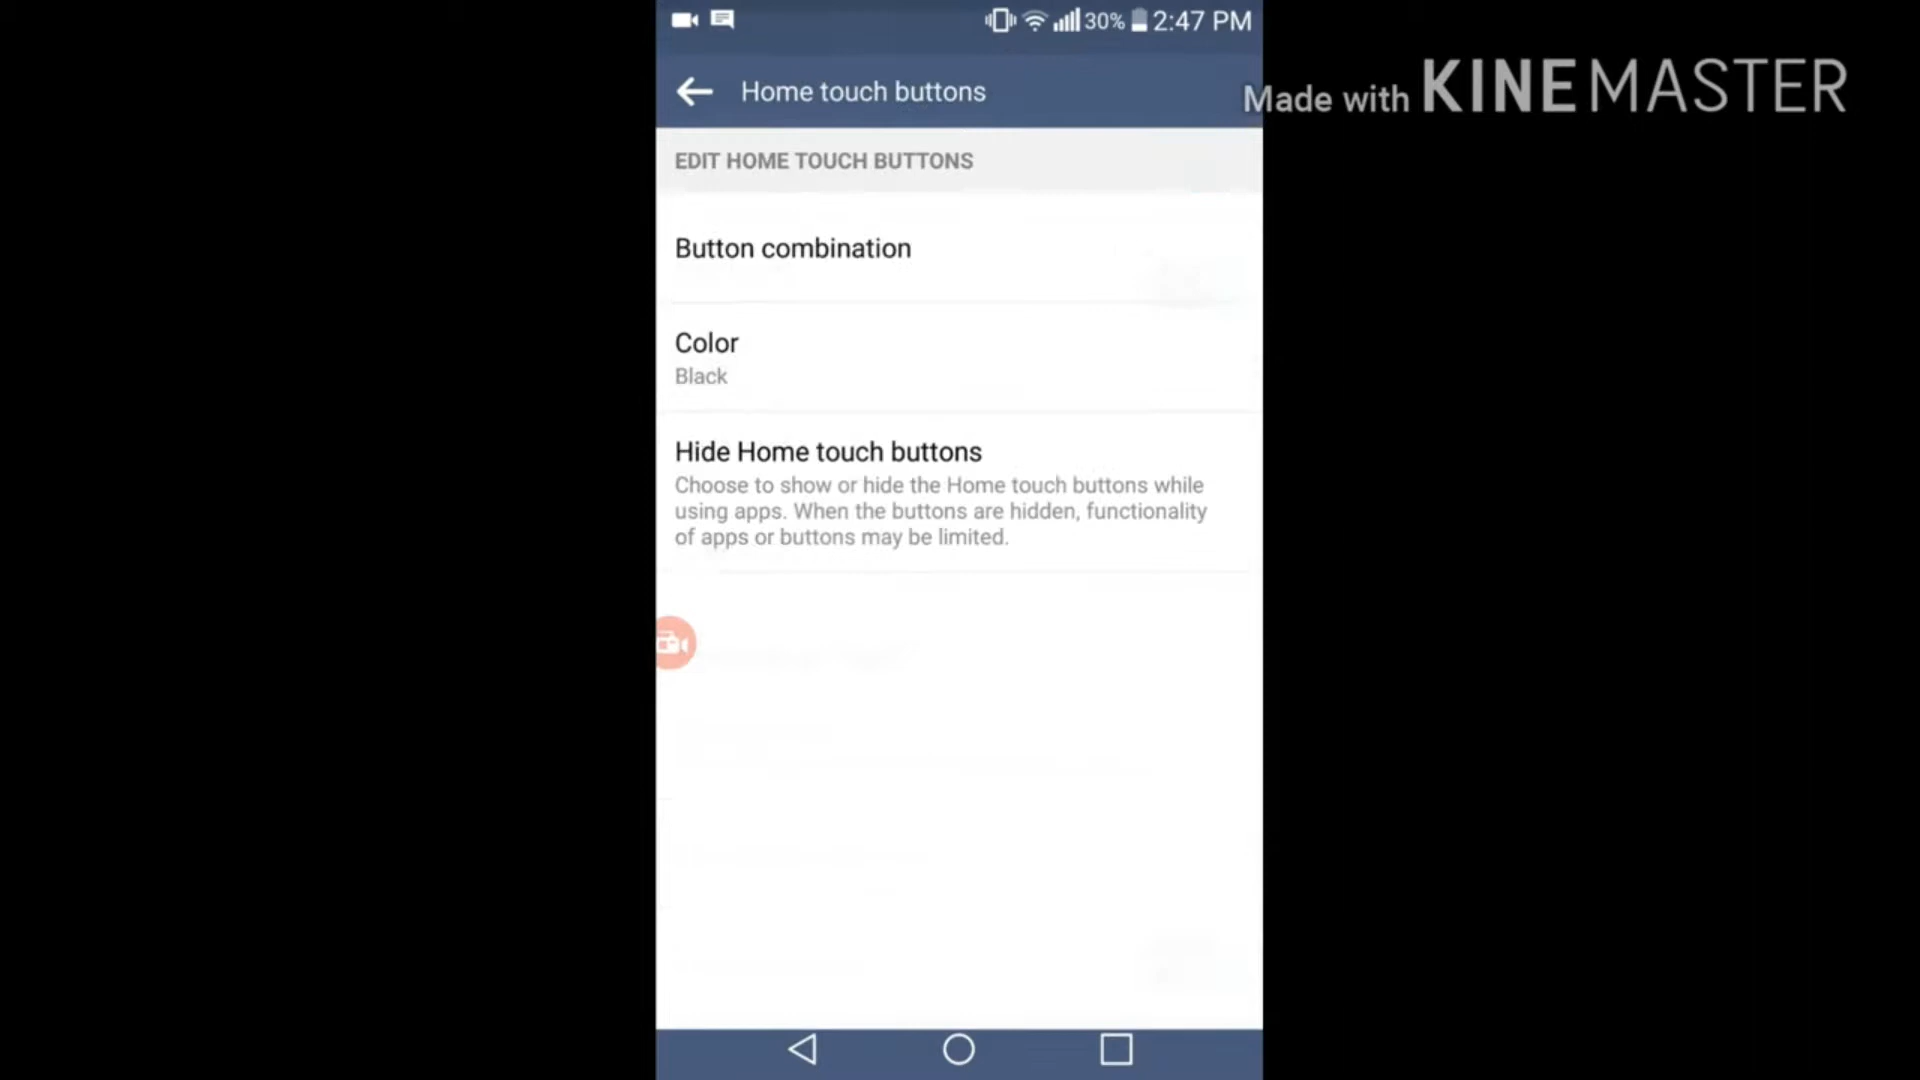 30% 2:47 PM
Home touch buttons
Made with KINEMASTER
EDIT HOME TOUCH BUTTONS
Button combination
Color
Black
Hide Home touch buttons
Choose to show or hide the Home touch buttons while
using apps. When the buttons are hidden, functionality
of apps or buttons may be limited.